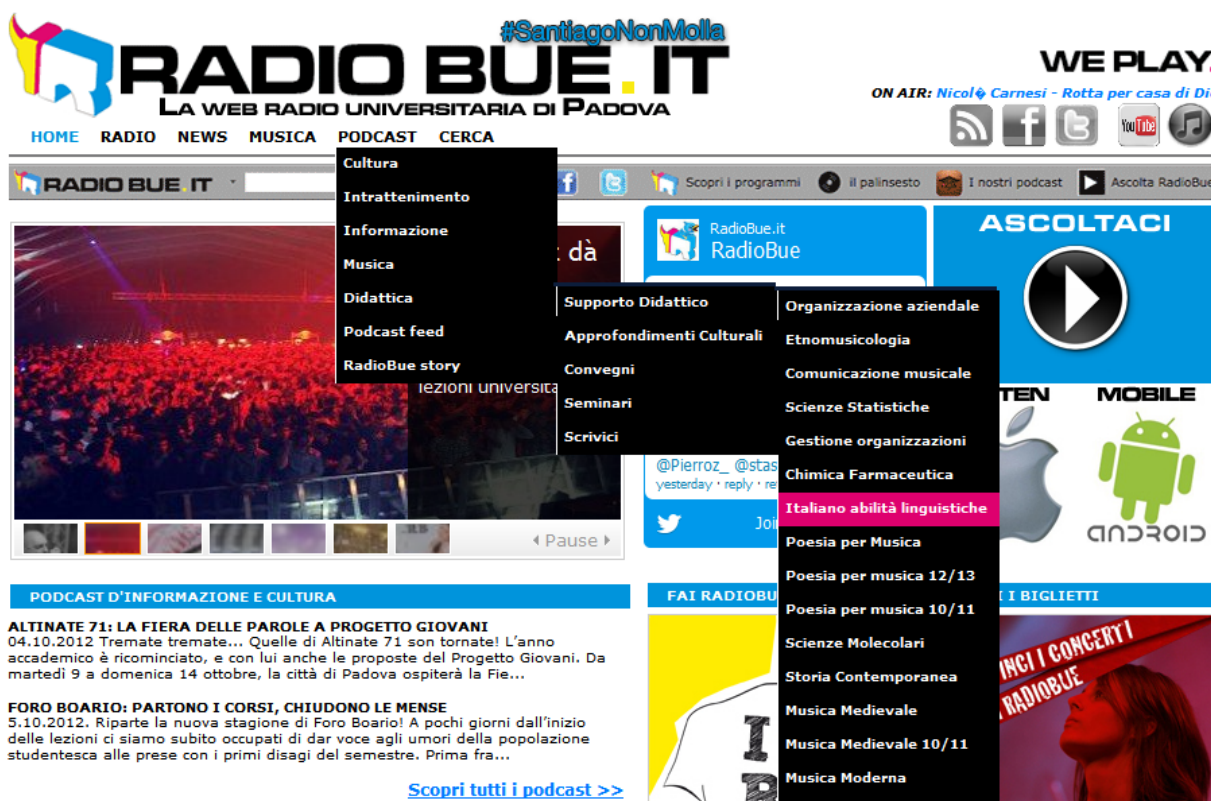 #SantiagoNonMolla
RADIO BUE.IT
LA WEB RADIO UNIVERSITARIA DI PADOVA
WE PLAY.
ON AIR: Nicol� Carnesi - Rotta per casa di Di
HOME RADIO NEWS MUSICA PODCAST CERCA
You Tube
RADIO BUE.IT
Scopri i programmi il palinsesto I nostri podcast Ascolta RadioBue
Cultura
Intrattenimento
Informazione
Musica
Didattica
Podcast feed
RadioBue story
dà
lezioni universita
Supporto Didattico
Approfondimenti Culturali
Convegni
Seminari
Scrivici
Organizzazione aziendale
Etnomusicologia
Comunicazione musicale
Scienze Statistiche
Gestione organizzazioni
Chimica Farmaceutica
Italiano abilità linguistiche
Poesia per Musica
Poesia per musica 12/13
Poesia per musica 10/11
Scienze Molecolari
Storia Contemporanea
Musica Medievale
Musica Medievale 10/11
Musica Moderna
RadioBue.it
RadioBue
@Pierroz_ @stas
yesterday · reply · re
Joi
ASCOLTACI
TEN MOBILE
ANDROID
Pause
PODCAST D'INFORMAZIONE E CULTURA
ALTINATE 71: LA FIERA DELLE PAROLE A PROGETTO GIOVANI
04.10.2012 Tremate tremate... Quelle di Altinate 71 son tornate! L'anno
accademico è ricominciato, e con lui anche le proposte del Progetto Giovani. Da
martedì 9 a domenica 14 ottobre, la città di Padova ospiterà la Fie...
FORO BOARIO: PARTONO I CORSI, CHIUDONO LE MENSE
5.10.2012. Riparte la nuova stagione di Foro Boario! A pochi giorni dall'inizio
delle lezioni ci siamo subito occupati di dar voce agli umori della popolazione
studentesca alle prese con i primi disagi del semestre. Prima fra...
Scopri tutti i podcast >>
FAI RADIOBU
I I BIGLIETTI
I
INCI I CONCERTI
RADIOBUE